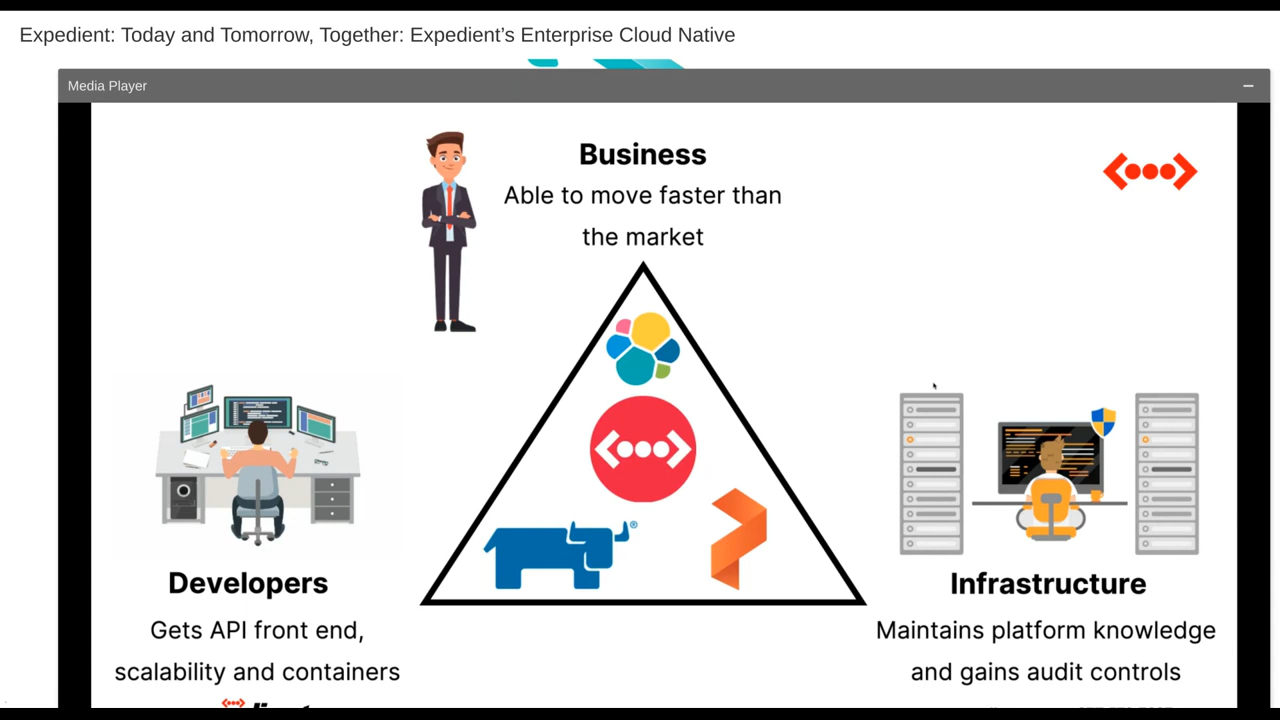 Expedient: Today and Tomorrow, Together: Expedient’s Enterprise Cloud Native
Media Player
Business
Able to move faster than
the market
®
Developers
Gets API front end,
scalability and containers
Infrastructure
Maintains platform knowledge
and gains audit controls